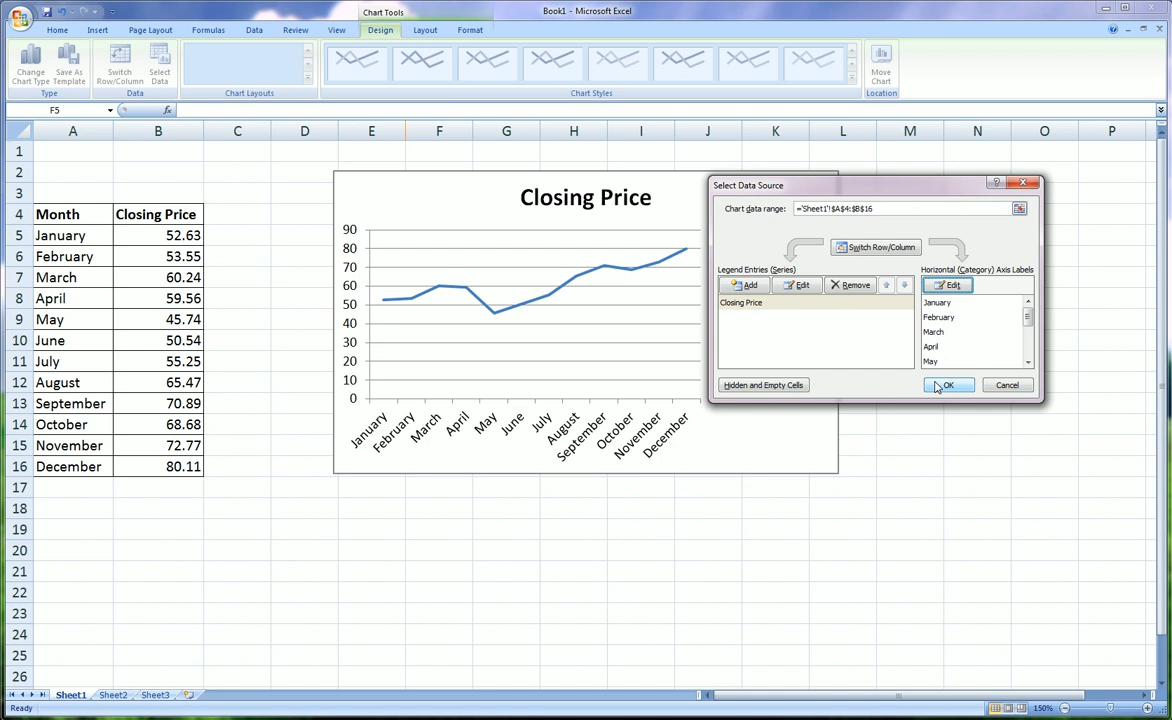 Chart Tools
Book1 - Microsoft Excel
Home Insert Page Layout Formulas Data Review View Design Layout Format
Change Chart Type
Save As Template
Switch Row/Column
Select Data
Move Chart
Type Data Chart Layouts Chart Styles Location
F5 fx
A B C D E F G H I J K L M N O P
1
2
3
4 Month Closing Price
5 January 52.63
6 February 53.55
7 March 60.24
8 April 59.56
9 May 45.74
10 June 50.54
11 July 55.25
12 August 65.47
13 September 70.89
14 October 68.68
15 November 72.77
16 December 80.11
17
18
19
20
21
22
23
24
25
26
Closing Price
90
80
70
60
50
40
30
20
10
0
January February March April May June July August September October November December
Select Data Source
Chart data range: ='Sheet1'!$A$4:$B$16
Switch Row/Column
Legend Entries (Series)
Add Edit Remove
Closing Price
Horizontal (Category) Axis Labels
Edit
January
February
March
April
May
Hidden and Empty Cells
OK Cancel
Sheet1 Sheet2 Sheet3
Ready 150%